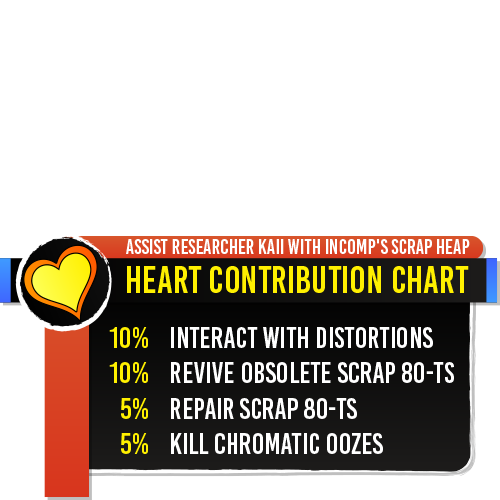 ASSIST RESEARCHER KAII WITH INCOMP'S SCRAP HEAP
HEART CONTRIBUTION CHART
10% INTERACT WITH DISTORTIONS
10% REVIVE OBSOLETE SCRAP 80-TS
5% REPAIR SCRAP 80-TS
5% KILL CHROMATIC OOZES